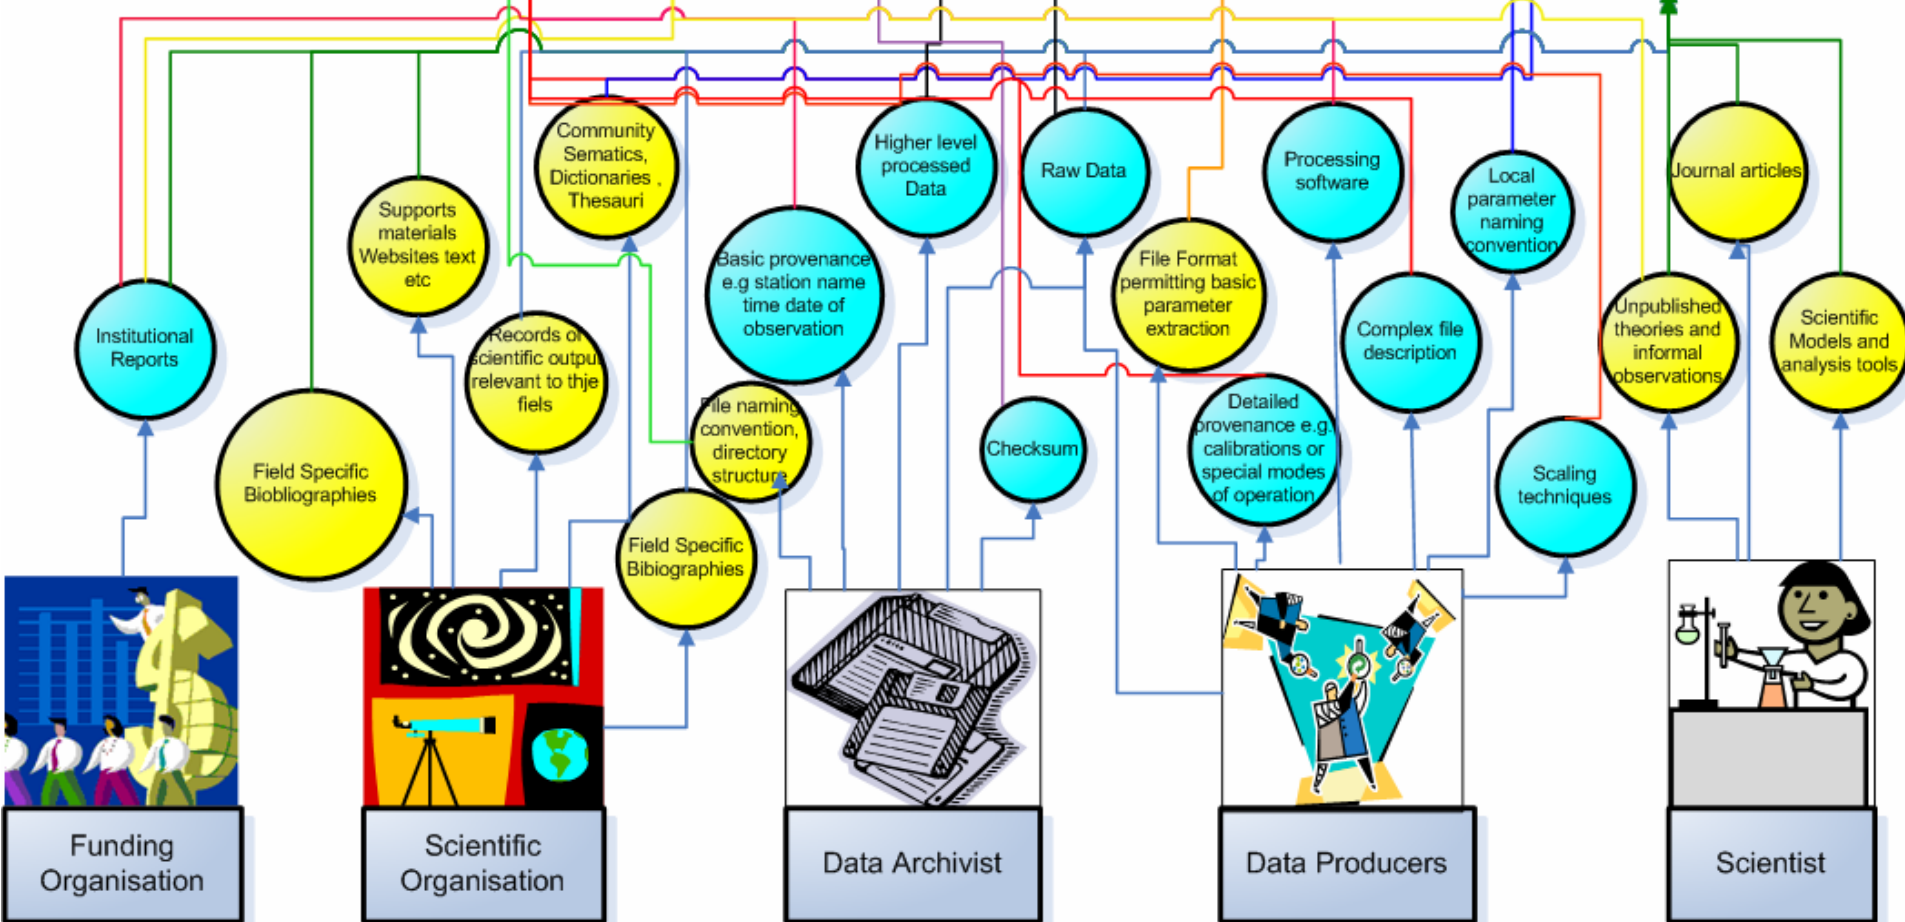 Community
Sematics,
Dictionaries ,
Thesauri
Higher level
processed
Data
Raw Data
Processing
software
Local
parameter
naming
convention
Journal articles
Supports
materials
Websites text
etc
Basic provenance
e.g station name
time date of
observation
File Format
permitting basic
parameter
extraction
Institutional
Reports
Records of
scientific output
relevant to thje
fiels
Complex file
description
Unpublished
theories and
informal
observations
Scientific
Models and
analysis tools
File naming
convention,
directory
structure
Checksum
Detailed
provenance e.g.
calibrations or
special modes
of operation
Field Specific
Biobliographies
Scaling
techniques
Field Specific
Bibiographies
Funding
Organisation
Scientific
Organisation
Data Archivist
Data Producers
Scientist